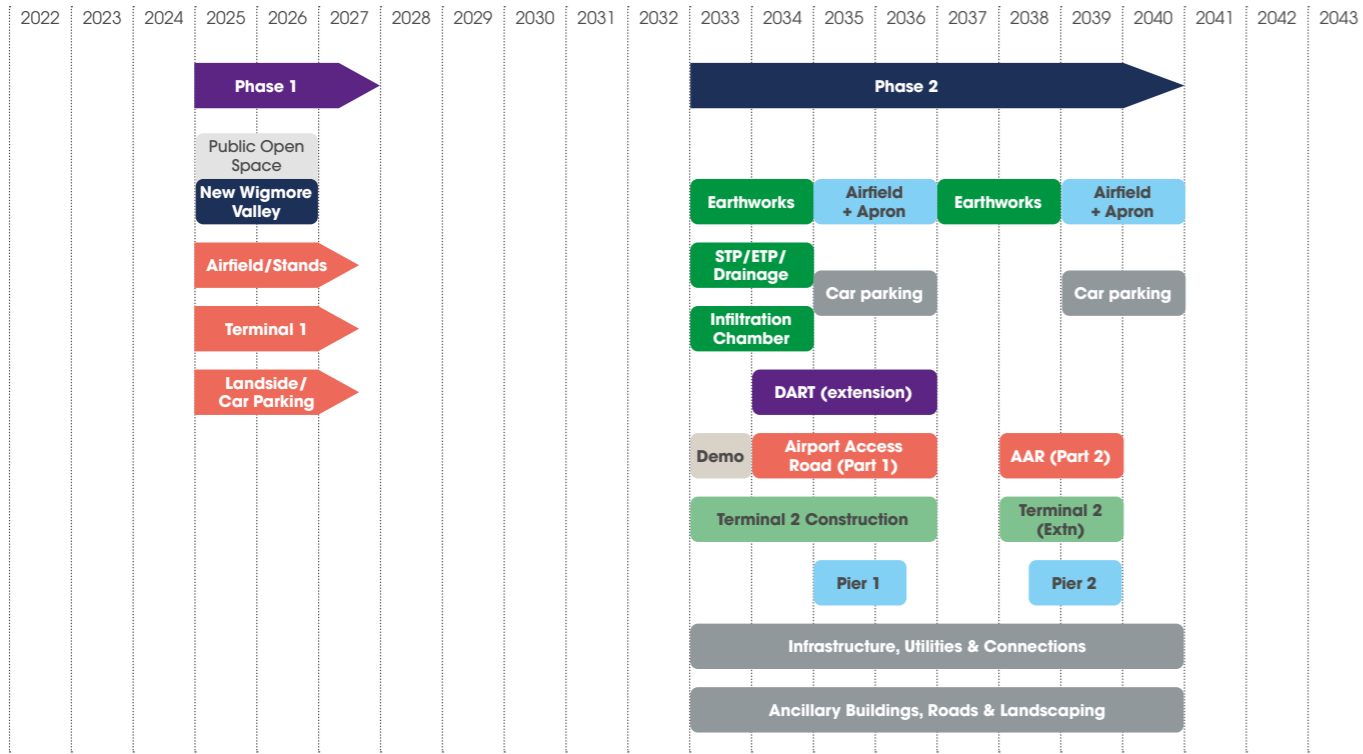 2022 2023 2024 2025 2026 2027 2028 2029 2030 2031 2032 2033 2034 2035 2036 2037 2038 2039 2040 2041 2042 2043
Phase 1
Phase 2
Public Open
Space
New Wigmore
Valley
Earthworks
Airfield
+ Apron
Earthworks
Airfield
+ Apron
Airfield/Stands
STP/ETP/
Drainage
Car parking
Car parking
Terminal 1
Infiltration
Chamber
Landside/
Car Parking
DART (extension)
Demo
Airport Access
Road (Part 1)
AAR (Part 2)
Terminal 2 Construction
Terminal 2
(Extn)
Pier 1
Pier 2
Infrastructure, Utilities & Connections
Ancillary Buildings, Roads & Landscaping